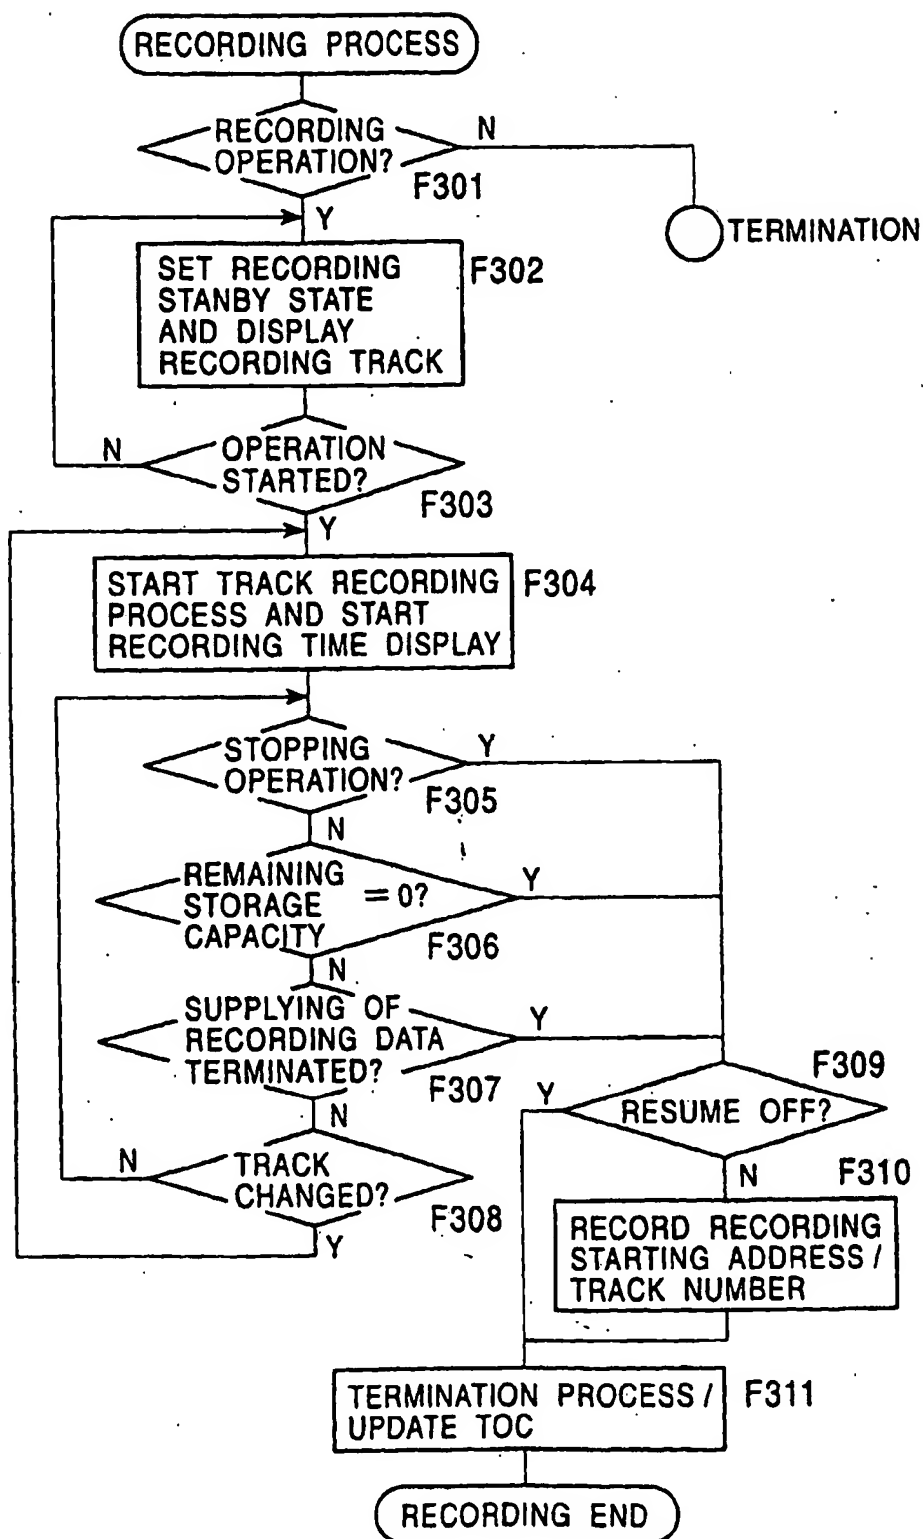 RECORDING PROCESS
RECORDING
OPERATION?
N
F301
Y
TERMINATION
SET RECORDING
STANBY STATE
AND DISPLAY
RECORDING TRACK
F302
OPERATION
STARTED?
N
F303
Y
START TRACK RECORDING
PROCESS AND START
RECORDING TIME DISPLAY
F304
STOPPING
OPERATION?
Y
F305
N
REMAINING
STORAGE
CAPACITY
= 0?
Y
F306
N
SUPPLYING OF
RECORDING DATA
TERMINATED?
Y
F307
N
TRACK
CHANGED?
N
F308
Y
F309
RESUME OFF?
Y
N
F310
RECORD RECORDING
STARTING ADDRESS /
TRACK NUMBER
TERMINATION PROCESS /
UPDATE TOC
F311
RECORDING END